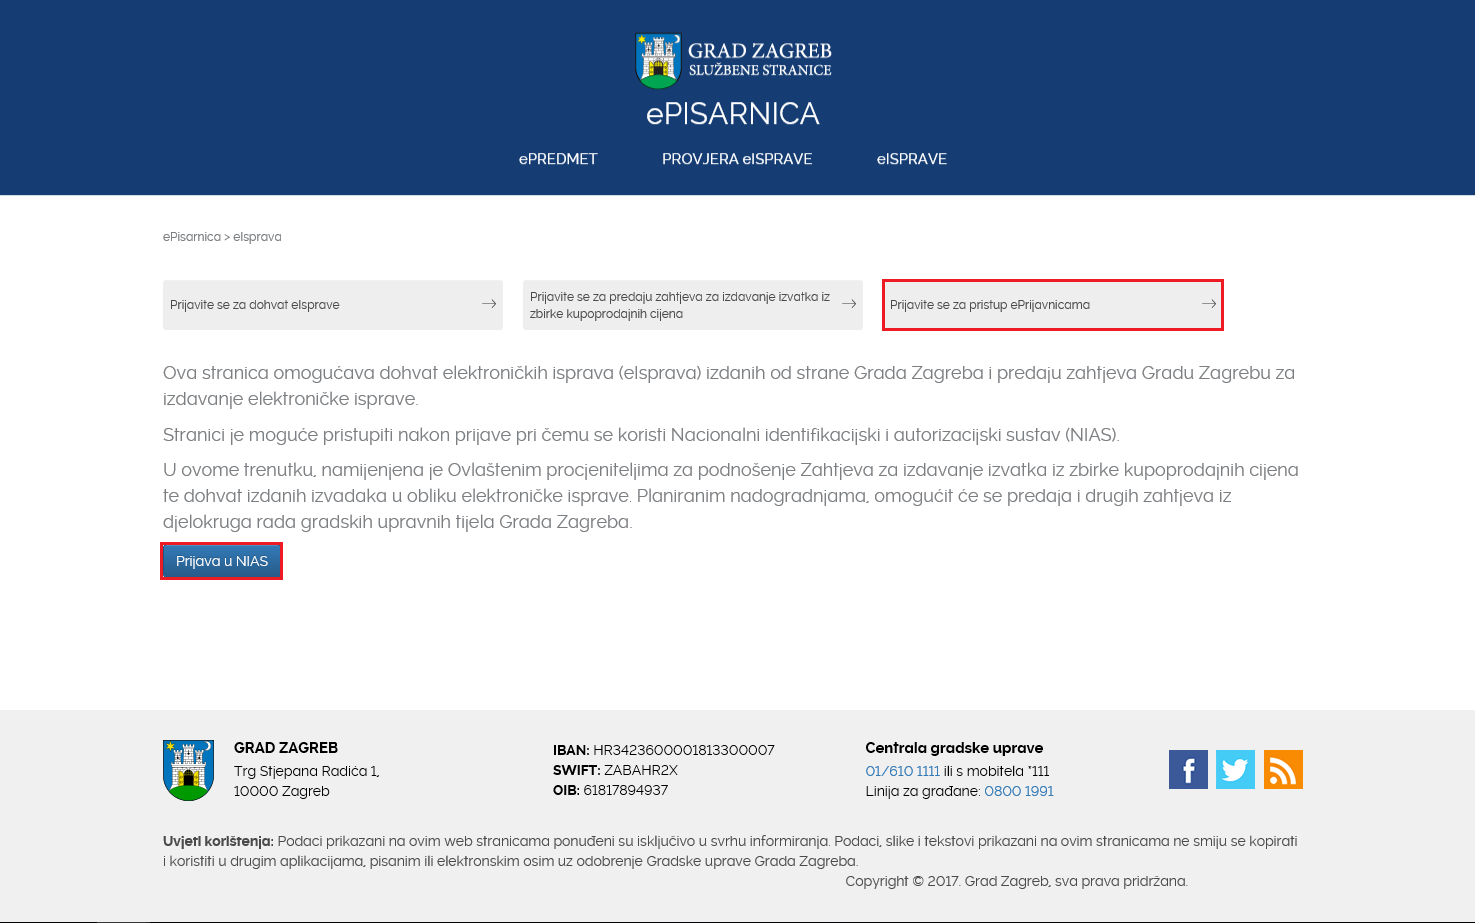 GRAD ZAGREB
SLUŽBENE STRANICE
ePISARNICA
ePREDMET PROVJERA eISPRAVE eISPRAVE
ePisarnica > eIsprava
Prijavite se za dohvat eIsprave
Prijavite se za predaju zahtjeva za izdavanje izvatka iz
zbirke kupoprodajnih cijena
Prijavite se za pristup ePrijavnicama
Ova stranica omogućava dohvat elektroničkih isprava (eIsprava) izdanih od strane Grada Zagreba i predaju zahtjeva Gradu Zagrebu za
izdavanje elektroničke isprave.
Stranici je moguće pristupiti nakon prijave pri čemu se koristi Nacionalni identifikacijski i autorizacijski sustav (NIAS).
U ovome trenutku, namijenjena je Ovlaštenim procjeniteljima za podnošenje Zahtjeva za izdavanje izvatka iz zbirke kupoprodajnih cijena
te dohvat izdanih izvadaka u obliku elektroničke isprave. Planiranim nadogradnjama, omogućit će se predaja i drugih zahtjeva iz
djelokruga rada gradskih upravnih tijela Grada Zagreba.
Prijava u NIAS
GRAD ZAGREB
Trg Stjepana Radića 1,
10000 Zagreb
IBAN: HR3423600001813300007
SWIFT: ZABAHR2X
OIB: 61817894937
Centrala gradske uprave
01/610 1111 ili s mobitela *111
Linija za građane: 0800 1991
Uvjeti korištenja: Podaci prikazani na ovim web stranicama ponuđeni su isključivo u svrhu informiranja. Podaci, slike i tekstovi prikazani na ovim stranicama ne smiju se kopirati
i koristiti u drugim aplikacijama, pisanim ili elektronskim osim uz odobrenje Gradske uprave Grada Zagreba.
Copyright © 2017. Grad Zagreb, sva prava pridržana.